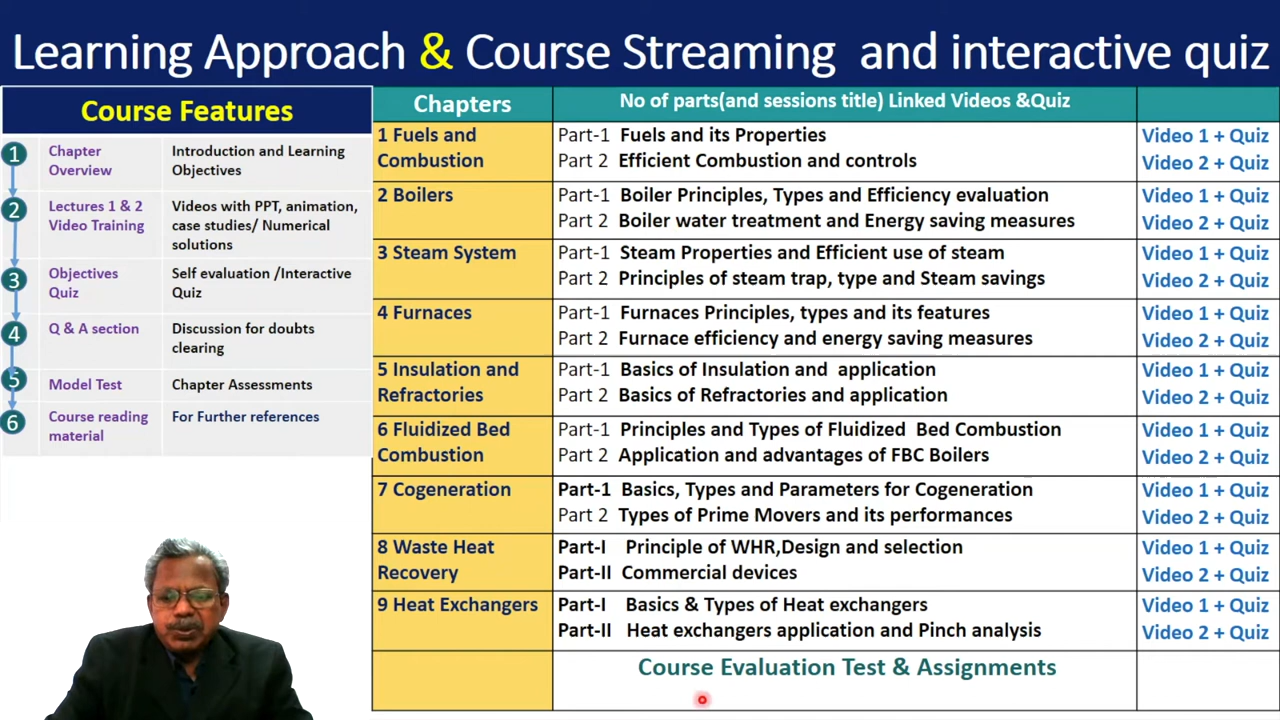 Learning Approach & Course Streaming and interactive quiz
Course Features
1 Chapter Overview Introduction and Learning Objectives
2 Lectures 1 & 2 Video Training Videos with PPT, animation, case studies/ Numerical solutions
3 Objectives Quiz Self evaluation /Interactive Quiz
4 Q & A section Discussion for doubts clearing
5 Model Test Chapter Assessments
6 Course reading material For Further references
Chapters No of parts(and sessions title) Linked Videos &Quiz
1 Fuels and Combustion
Part-1 Fuels and its Properties Video 1 + Quiz
Part 2 Efficient Combustion and controls Video 2 + Quiz
2 Boilers
Part-1 Boiler Principles, Types and Efficiency evaluation Video 1 + Quiz
Part 2 Boiler water treatment and Energy saving measures Video 2 + Quiz
3 Steam System
Part-1 Steam Properties and Efficient use of steam Video 1 + Quiz
Part 2 Principles of steam trap, type and Steam savings Video 2 + Quiz
4 Furnaces
Part-1 Furnaces Principles, types and its features Video 1 + Quiz
Part 2 Furnace efficiency and energy saving measures Video 2 + Quiz
5 Insulation and Refractories
Part-1 Basics of Insulation and application Video 1 + Quiz
Part 2 Basics of Refractories and application Video 2 + Quiz
6 Fluidized Bed Combustion
Part-1 Principles and Types of Fluidized Bed Combustion Video 1 + Quiz
Part 2 Application and advantages of FBC Boilers Video 2 + Quiz
7 Cogeneration
Part-1 Basics, Types and Parameters for Cogeneration Video 1 + Quiz
Part 2 Types of Prime Movers and its performances Video 2 + Quiz
8 Waste Heat Recovery
Part-I Principle of WHR,Design and selection Video 1 + Quiz
Part-II Commercial devices Video 2 + Quiz
9 Heat Exchangers
Part-I Basics & Types of Heat exchangers Video 1 + Quiz
Part-II Heat exchangers application and Pinch analysis Video 2 + Quiz
Course Evaluation Test & Assignments